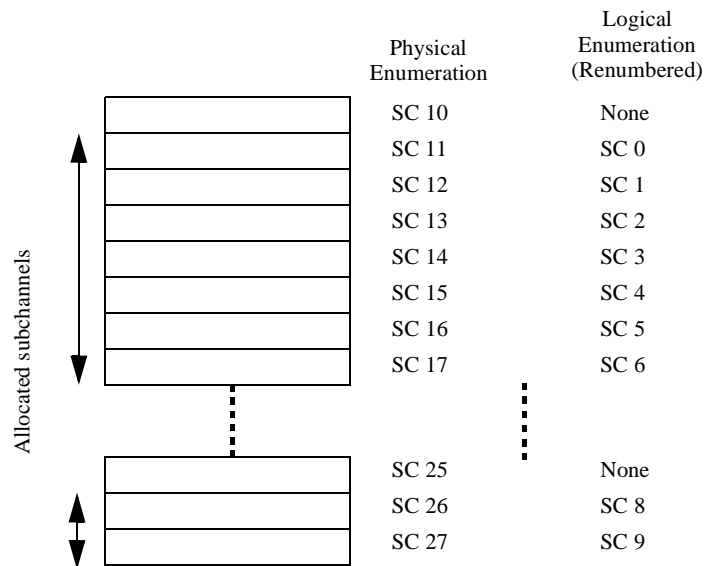 Physical
Enumeration
Logical
Enumeration
(Renumbered)
SC 10 None
SC 11 SC 0
SC 12 SC 1
SC 13 SC 2
SC 14 SC 3
SC 15 SC 4
SC 16 SC 5
SC 17 SC 6
SC 25 None
SC 26 SC 8
SC 27 SC 9
Allocated subchannels